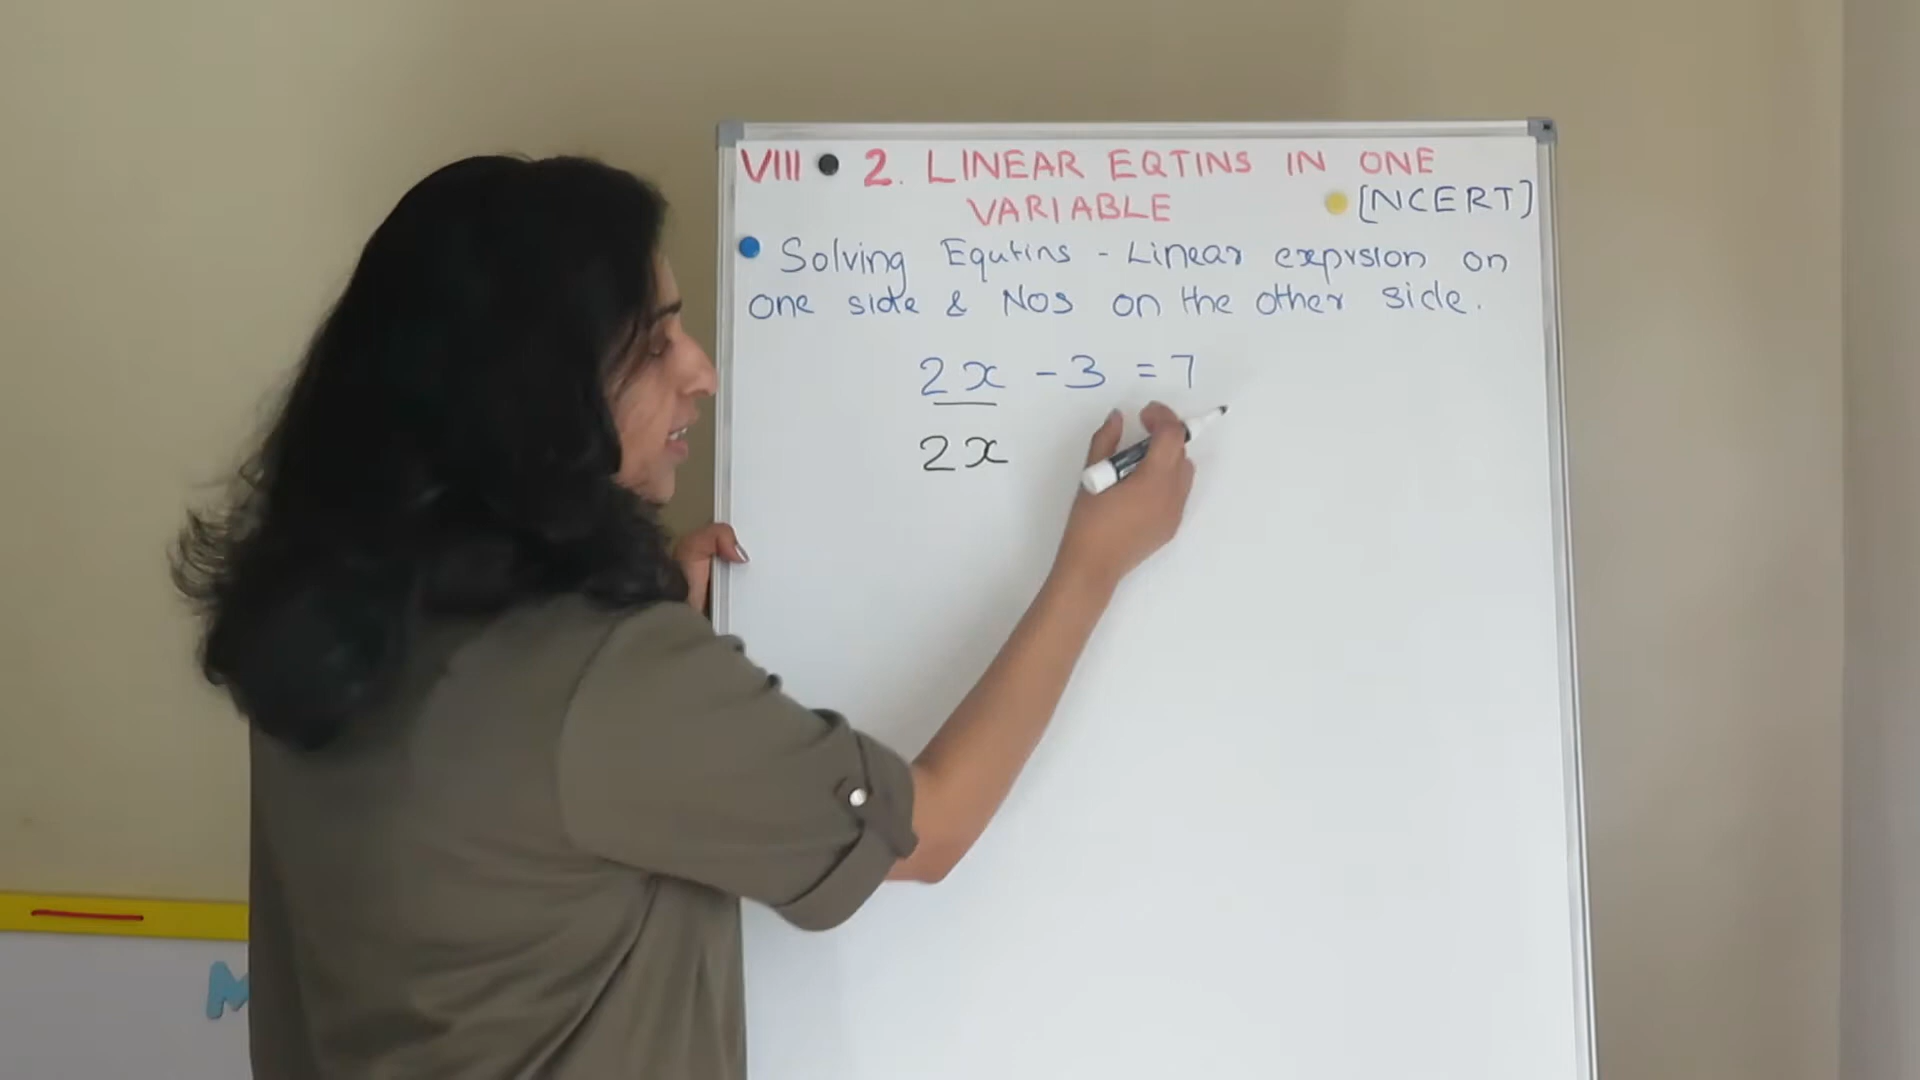 VIII • 2. LINEAR EQTINS IN ONE
VARIABLE • [NCERT]
• Solving Equtins - Linear exprsion on
one side & Nos on the other side.
2x - 3 = 7
2x
M